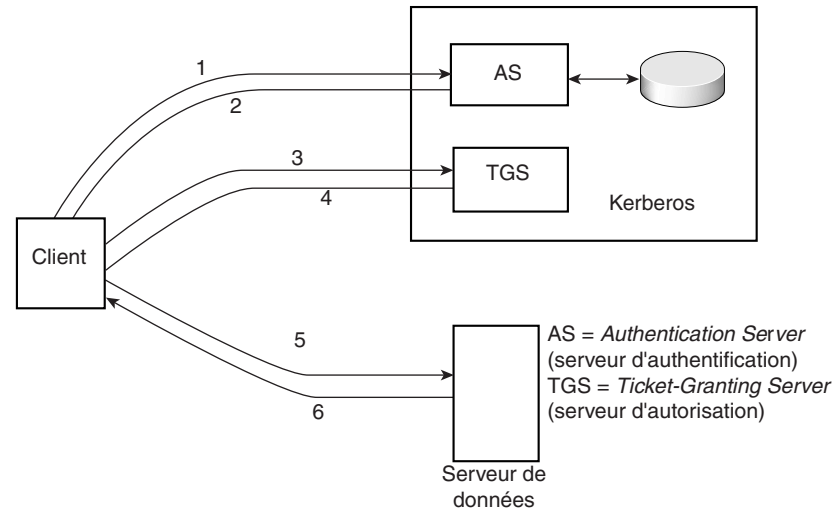 1
AS
2
3
TGS
4
Kerberos
Client
5
AS = Authentication Server
(serveur d'authentification)
TGS = Ticket-Granting Server
(serveur d'autorisation)
6
Serveur de
données